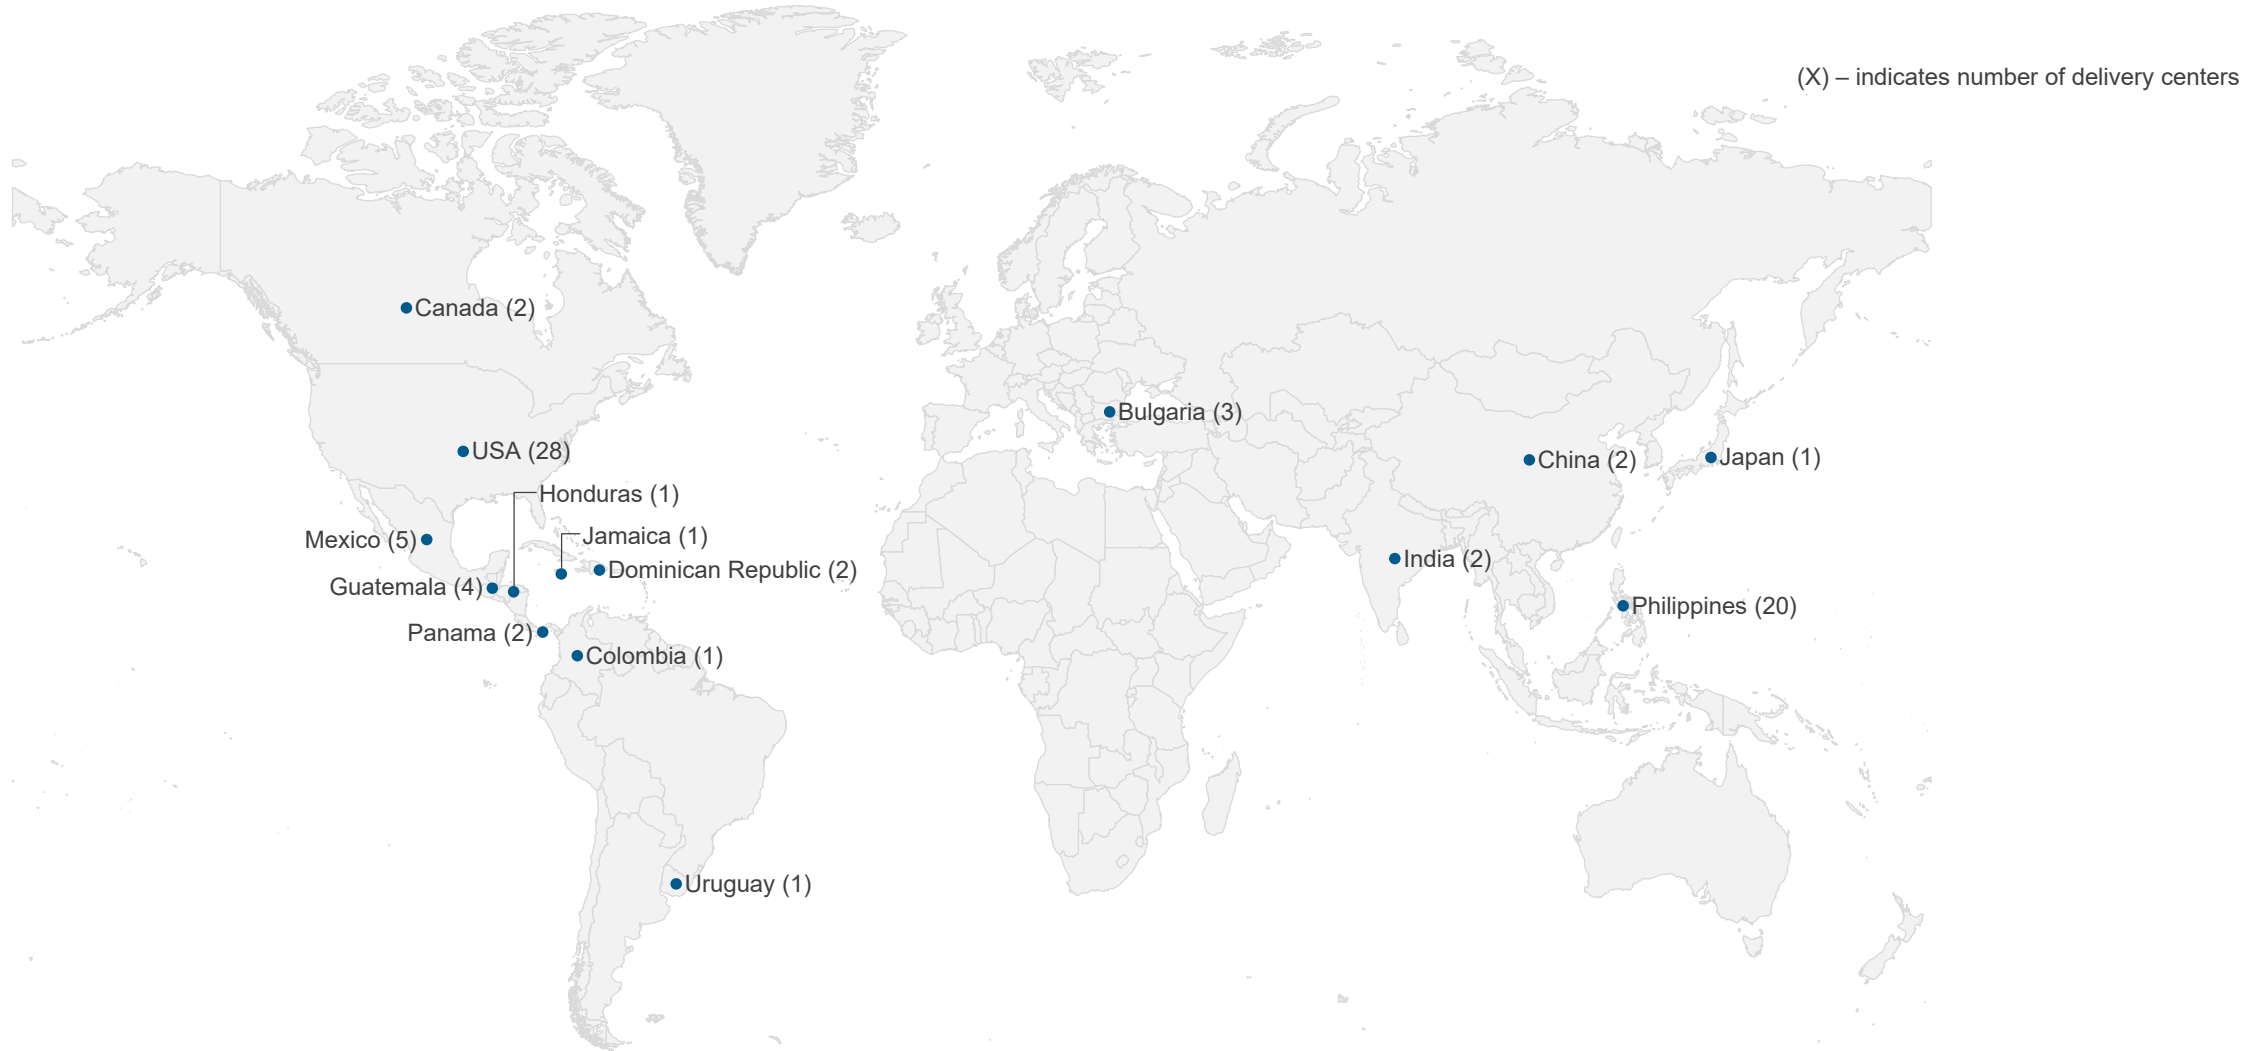 (X) – indicates number of delivery centers
Canada (2)
Bulgaria (3)
USA (28)
China (2)
Japan (1)
Honduras (1)
Mexico (5)
Jamaica (1)
India (2)
Dominican Republic (2)
Guatemala (4)
Philippines (20)
Panama (2)
Colombia (1)
Uruguay (1)